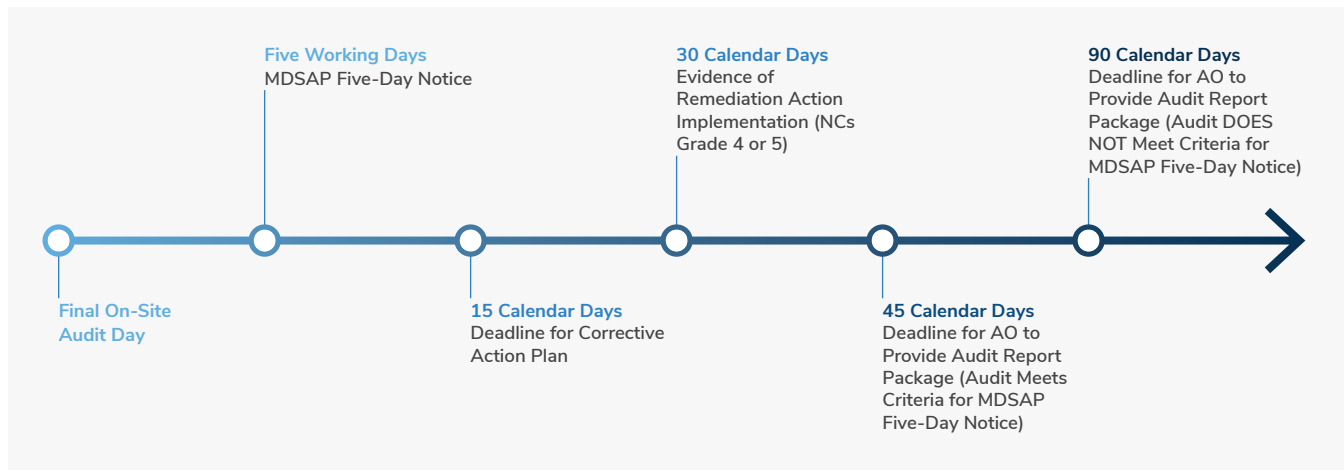 Five Working Days
MDSAP Five-Day Notice
30 Calendar Days
Evidence of
Remediation Action
Implementation (NCs
Grade 4 or 5)
90 Calendar Days
Deadline for AO to
Provide Audit Report
Package (Audit DOES
NOT Meet Criteria for
MDSAP Five-Day Notice)
Final On-Site
Audit Day
15 Calendar Days
Deadline for Corrective
Action Plan
45 Calendar Days
Deadline for AO to
Provide Audit Report
Package (Audit Meets
Criteria for MDSAP
Five-Day Notice)